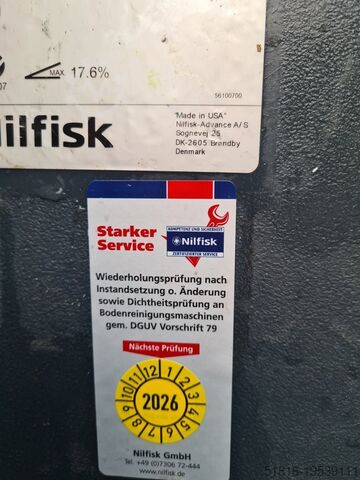 07
MAX. 17.6%
56100700
Nilfisk
"Made in USA"
Nilfisk-Advance A/S
Sognevej 25
DK-2605 Brøndby
Denmark
Starker
Service
KOMPETENZ UND SICHERHEIT
Nilfisk
ZERTIFIZIERTER SERVICE
Wiederholungsprüfung nach
Instandsetzung o. Änderung
sowie Dichtheitsprüfung an
Bodenreinigungsmaschinen
gem. DGUV Vorschrift 79
Nächste Prüfung
12 1 2 3 4 5 6 7 8 9 10 11
2026
Nilfisk GmbH
Tel. +49 (0)7306 72-444
www.nilfisk.de